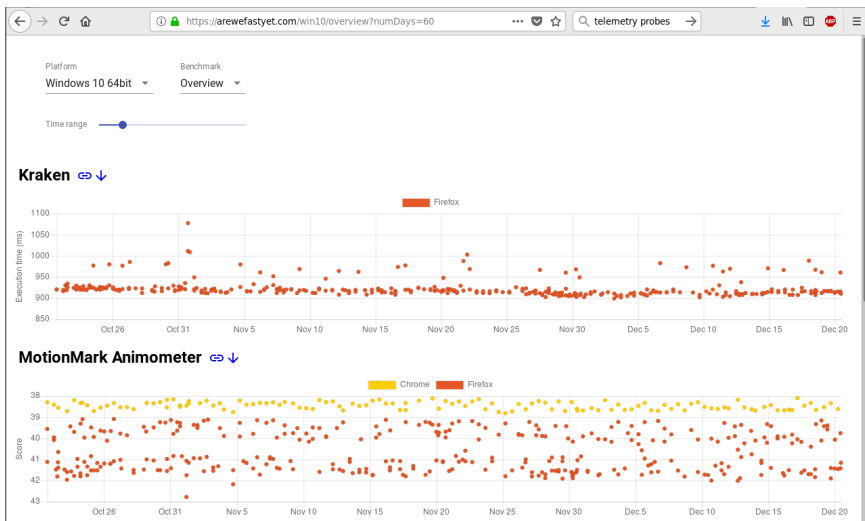 https://arewefastyet.com/win10/overview?numDays=60
telemetry probes
ABP
Platform
Benchmark
Windows 10 64bit
Overview
Time range
Kraken
Firefox
1100
1050
1000
950
900
850
Execution time (ms)
Oct 26 Oct 31 Nov 5 Nov 10 Nov 15 Nov 20 Nov 25 Nov 30 Dec 5 Dec 10 Dec 15 Dec 20
MotionMark Animometer
Chrome Firefox
38
39
40
41
42
43
Score
Oct 26 Oct 31 Nov 5 Nov 10 Nov 15 Nov 20 Nov 25 Nov 30 Dec 5 Dec 10 Dec 15 Dec 20